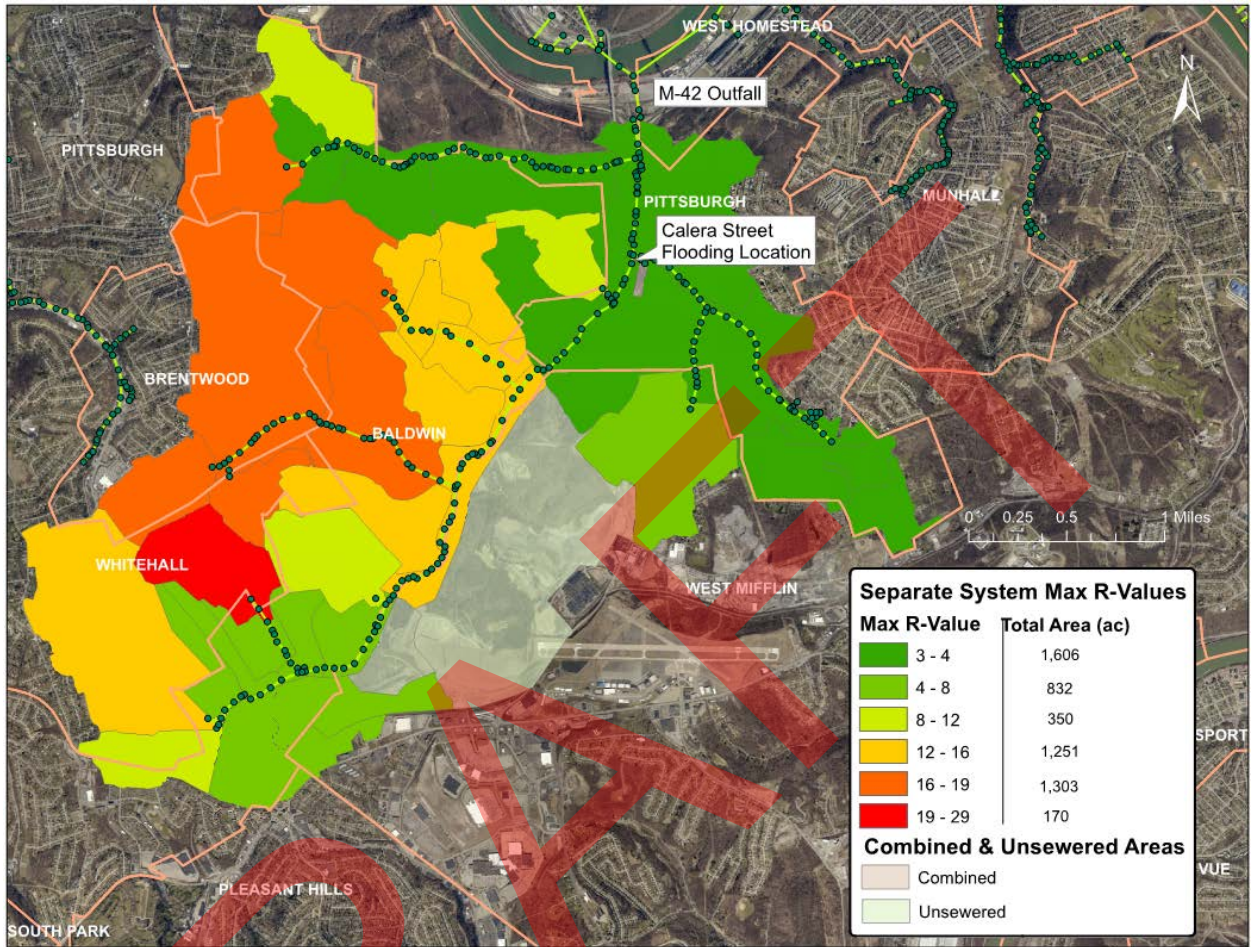 WEST HOMESTEAD
N
M-42 Outfall
PITTSBURGH
MUNHALL
PITTSBURGH
Calera Street
Flooding Location
BRENTWOOD
BALDWIN
0 0.25 0.5 1 Miles
WHITEHALL
WEST MIFFLIN
Separate System Max R-Values
Max R-Value Total Area (ac)
3 - 4 1,606
4 - 8 832
8 - 12 350
12 - 16 1,251
16 - 19 1,303
19 - 29 170
SPORT
Combined & Unsewered Areas
Combined
VUE
Unsewered
PLEASANT HILLS
SOUTH PARK
DRAFT